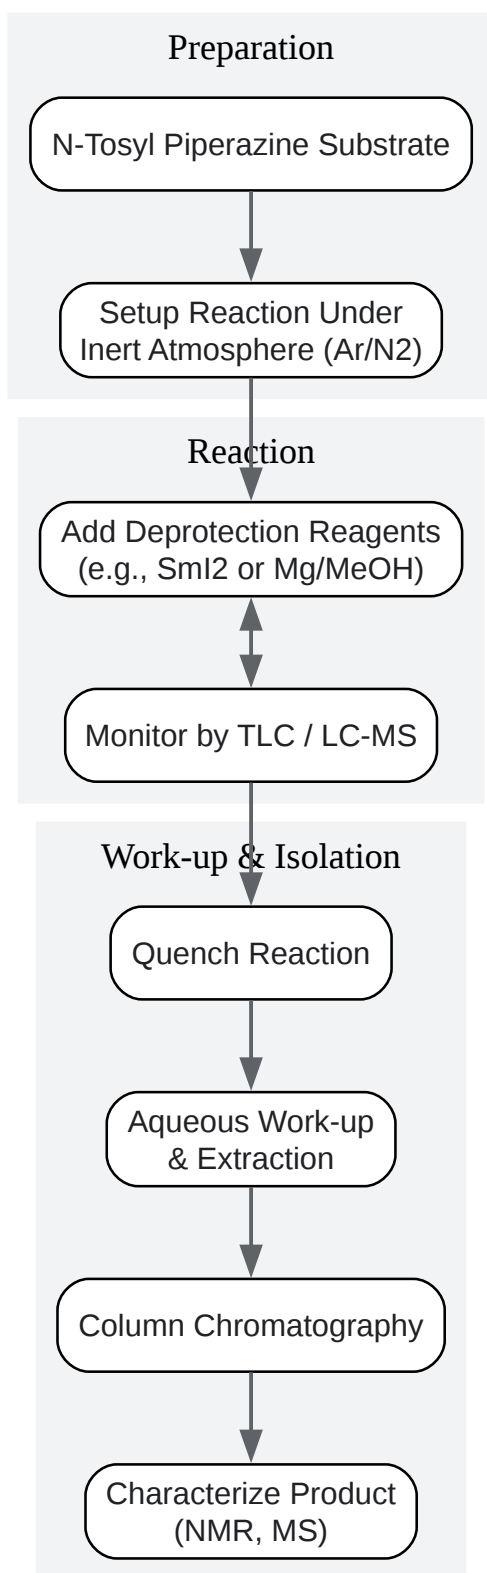 Preparation
N-Tosyl Piperazine Substrate
Setup Reaction Under
Inert Atmosphere (Ar/N2)
Reaction
Add Deprotection Reagents
(e.g., SmI2 or Mg/MeOH)
Monitor by TLC / LC-MS
Work-up & Isolation
Quench Reaction
Aqueous Work-up
& Extraction
Column Chromatography
Characterize Product
(NMR, MS)